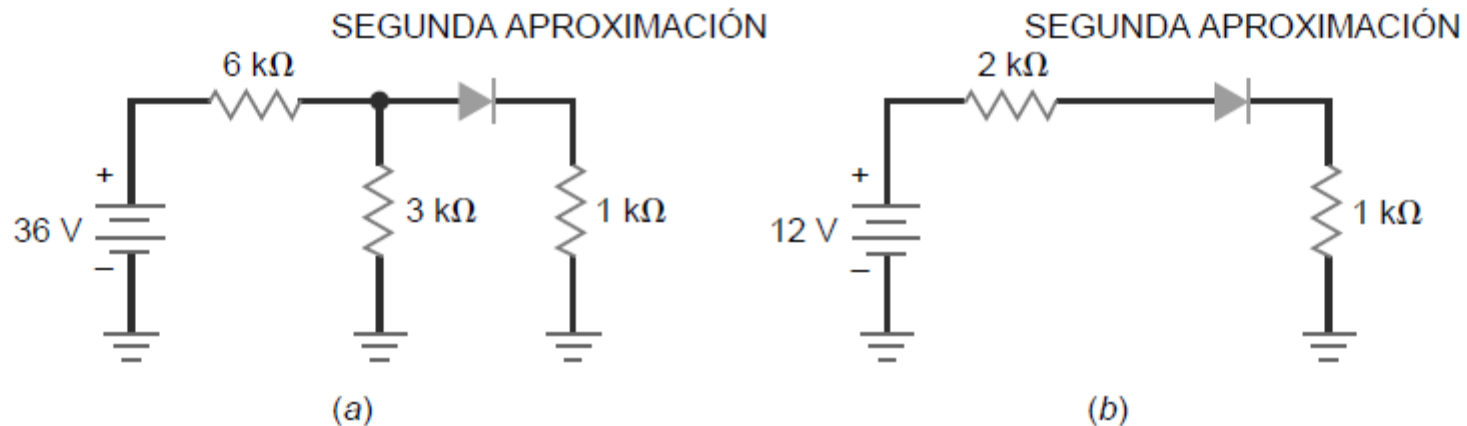 SEGUNDA APROXIMACIÓN
6 kΩ
+
36 V
–
3 kΩ
1 kΩ
(a)
SEGUNDA APROXIMACIÓN
2 kΩ
+
12 V
–
1 kΩ
(b)